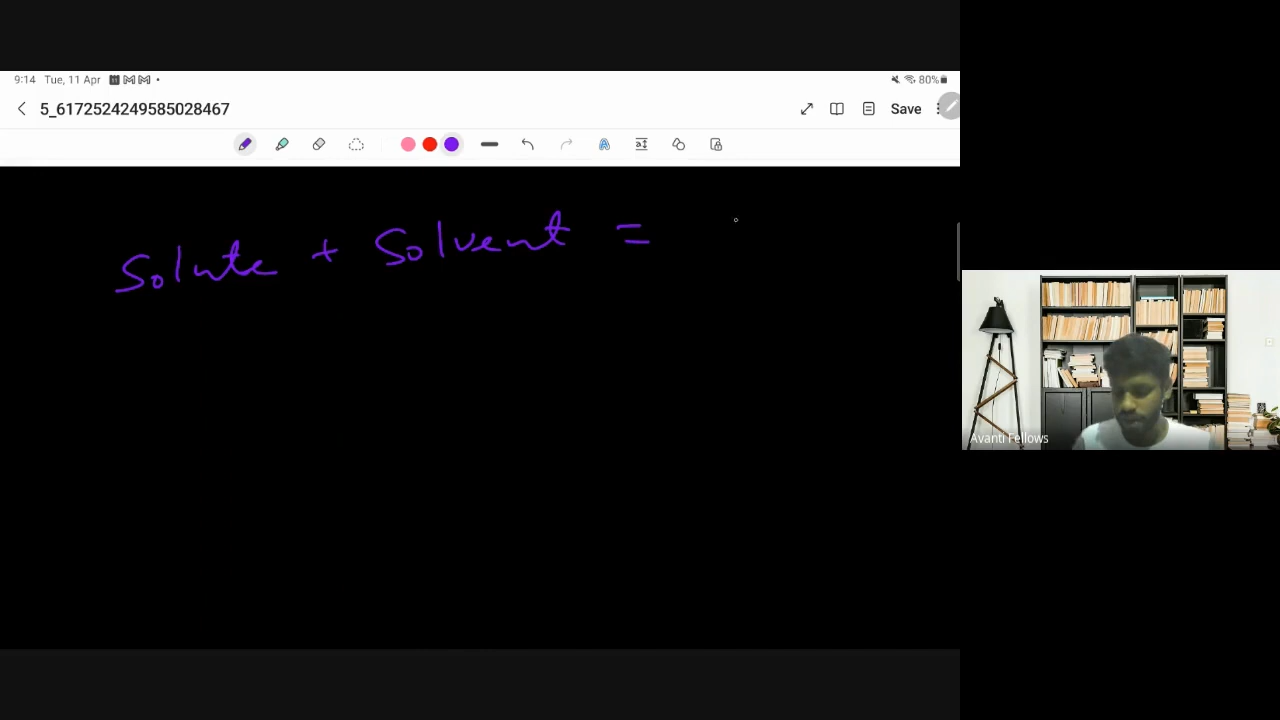 9:14 Tue, 11 Apr 80%
5_6172524249585028467 Save
Solute + Solvent =
Avanti Fellows